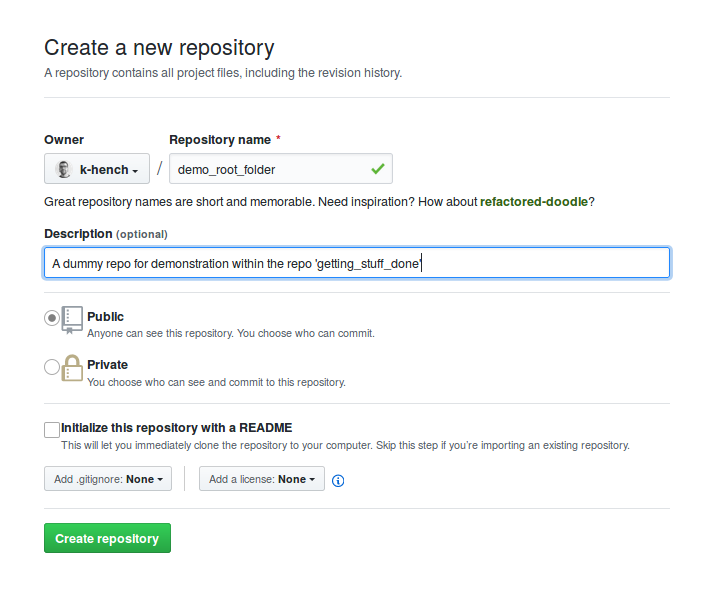 Create a new repository
A repository contains all project files, including the revision history.
Owner Repository name *
k-hench / demo_root_folder
Great repository names are short and memorable. Need inspiration? How about refactored-doodle?
Description (optional)
A dummy repo for demonstration within the repo 'getting_stuff_done'
Public
Anyone can see this repository. You choose who can commit.
Private
You choose who can see and commit to this repository.
Initialize this repository with a README
This will let you immediately clone the repository to your computer. Skip this step if you’re importing an existing repository.
Add .gitignore: None Add a license: None
Create repository